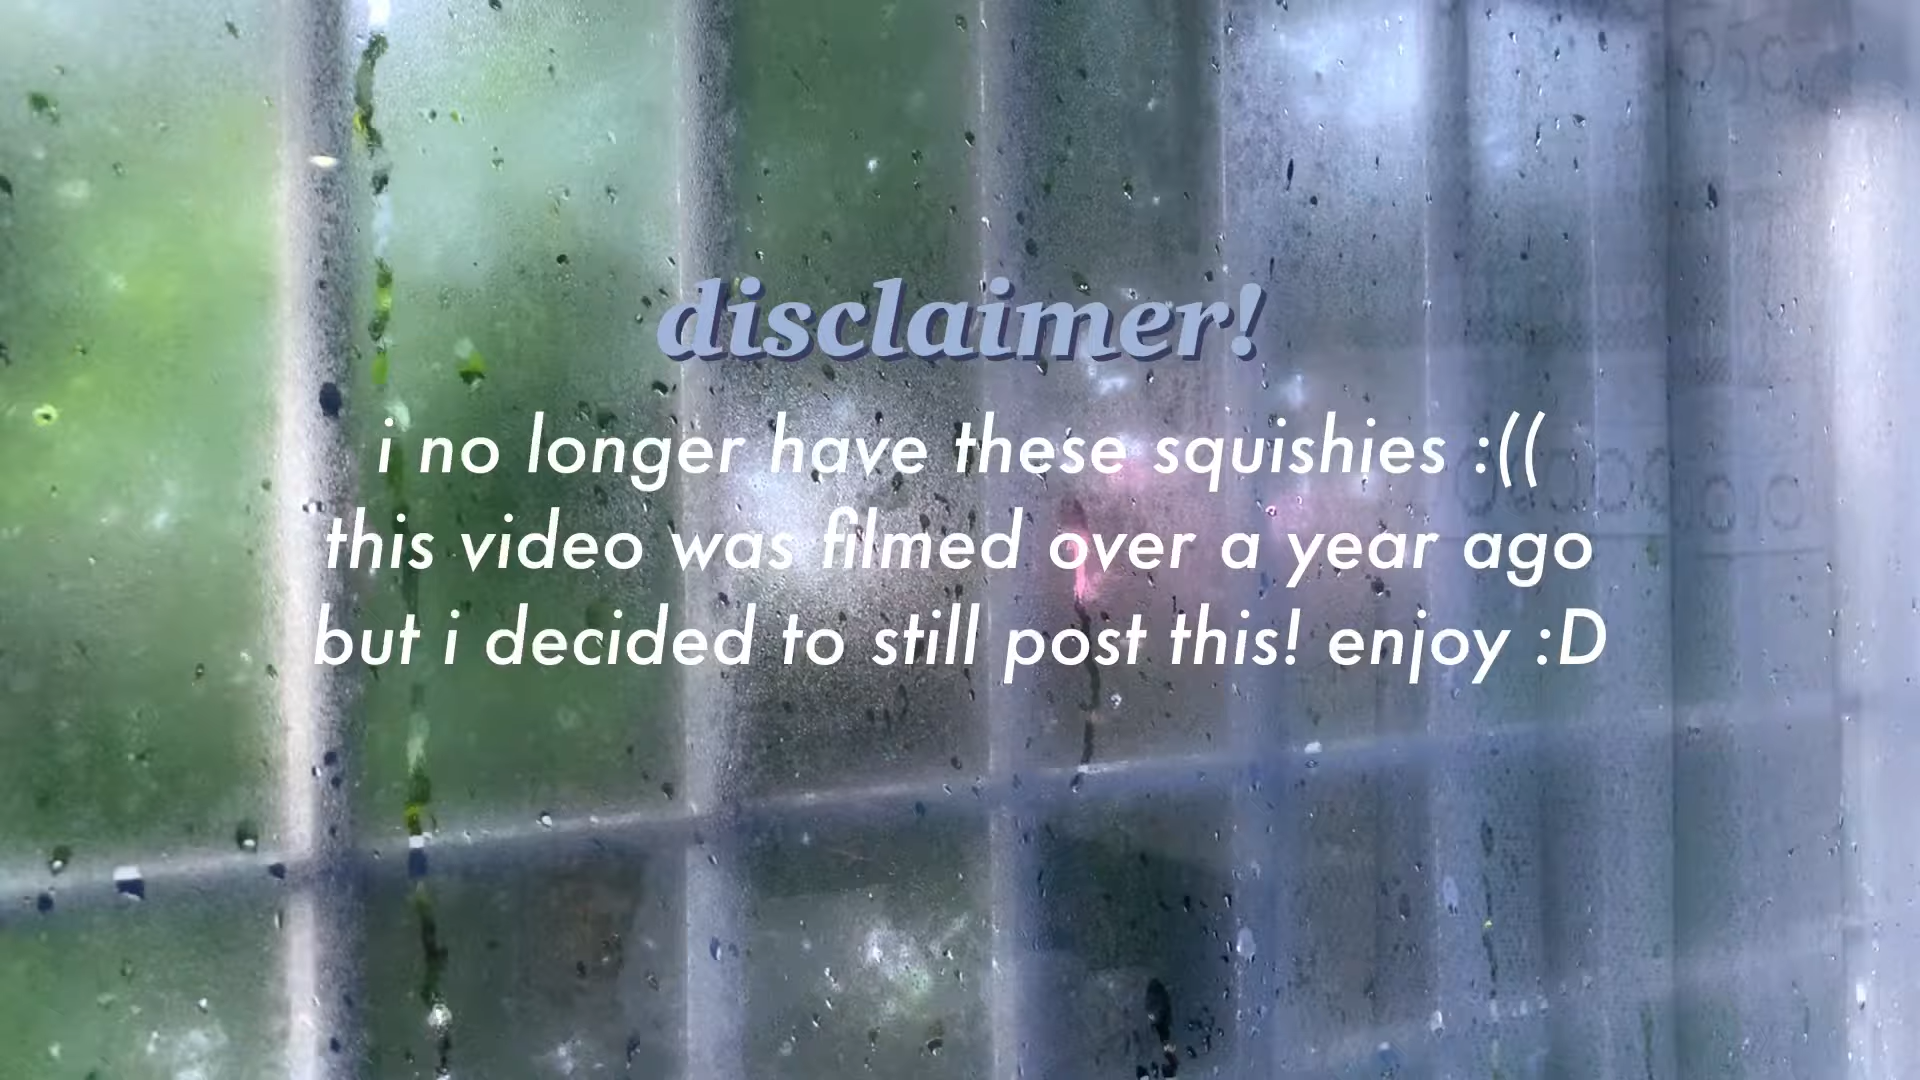 disclaimer!
i no longer have these squishies :((
this video was filmed over a year ago
but i decided to still post this! enjoy :D